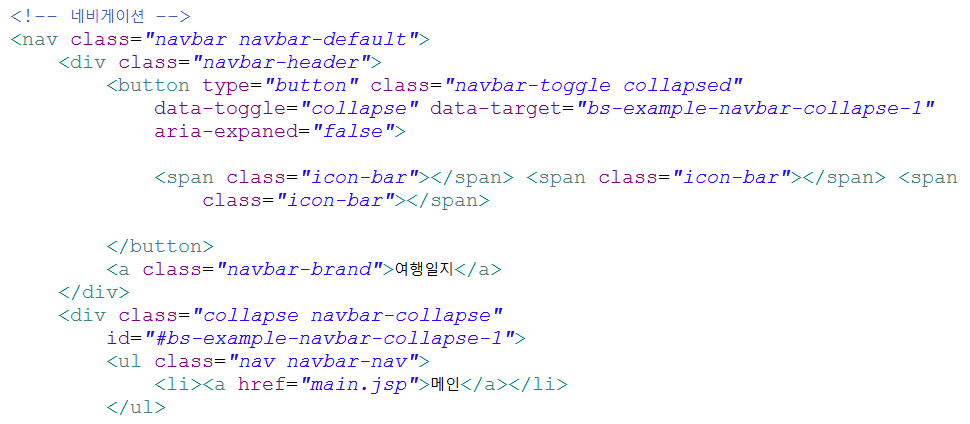 <!-- 네비게이션 -->
<nav class="navbar navbar-default">
<div class="navbar-header">
<button type="button" class="navbar-toggle collapsed"
data-toggle="collapse" data-target="bs-example-navbar-collapse-1"
aria-expaned="false">
<span class="icon-bar"></span> <span class="icon-bar"></span> <span
class="icon-bar"></span>
</button>
<a class="navbar-brand">여행일지</a>
</div>
<div class="collapse navbar-collapse"
id="#bs-example-navbar-collapse-1">
<ul class="nav navbar-nav">
<li><a href="main.jsp">메인</a></li>
</ul>